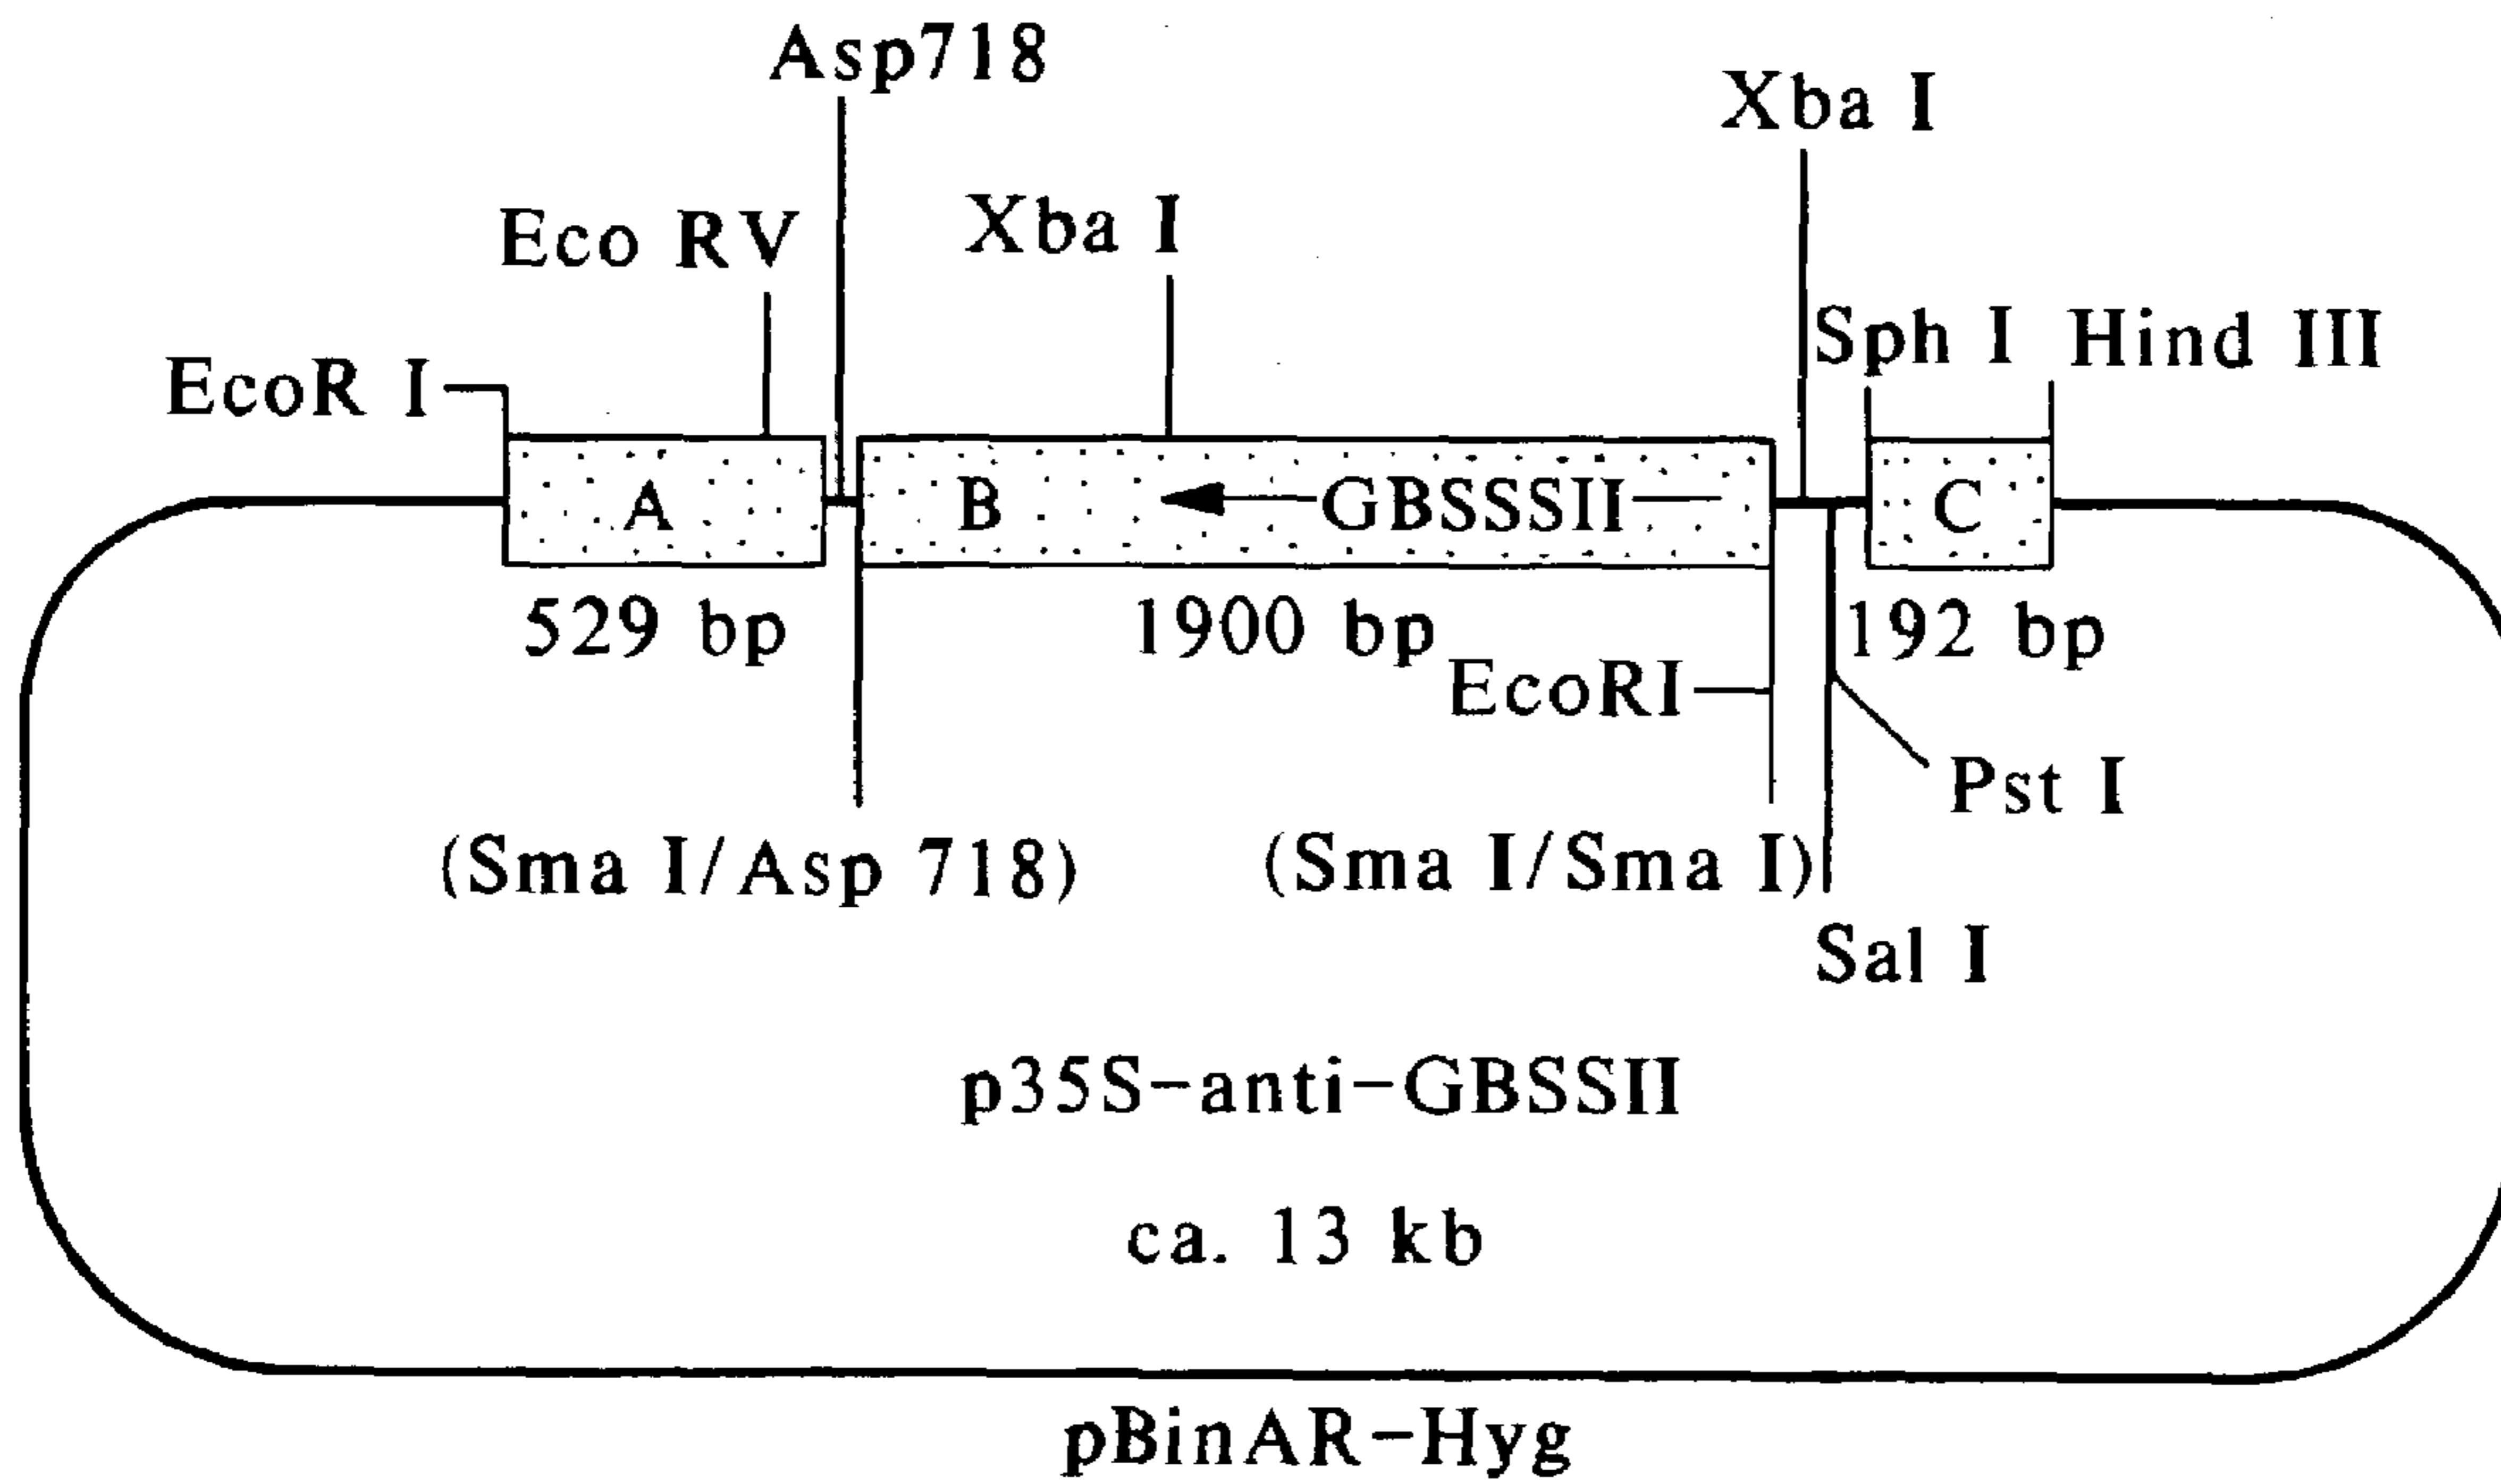 Asp718
Xba I
Eco RV
Xba I
Sph I
Hind III
EcoR I
A
B
GBSSSII
C
529 bp
1900 bp
192 bp
EcoRI
Pst I
(Sma I/Asp 718)
(Sma I/Sma I)
Sal I
p35S-anti-GBSSII
ca. 13 kb
pBinAR-Hyg